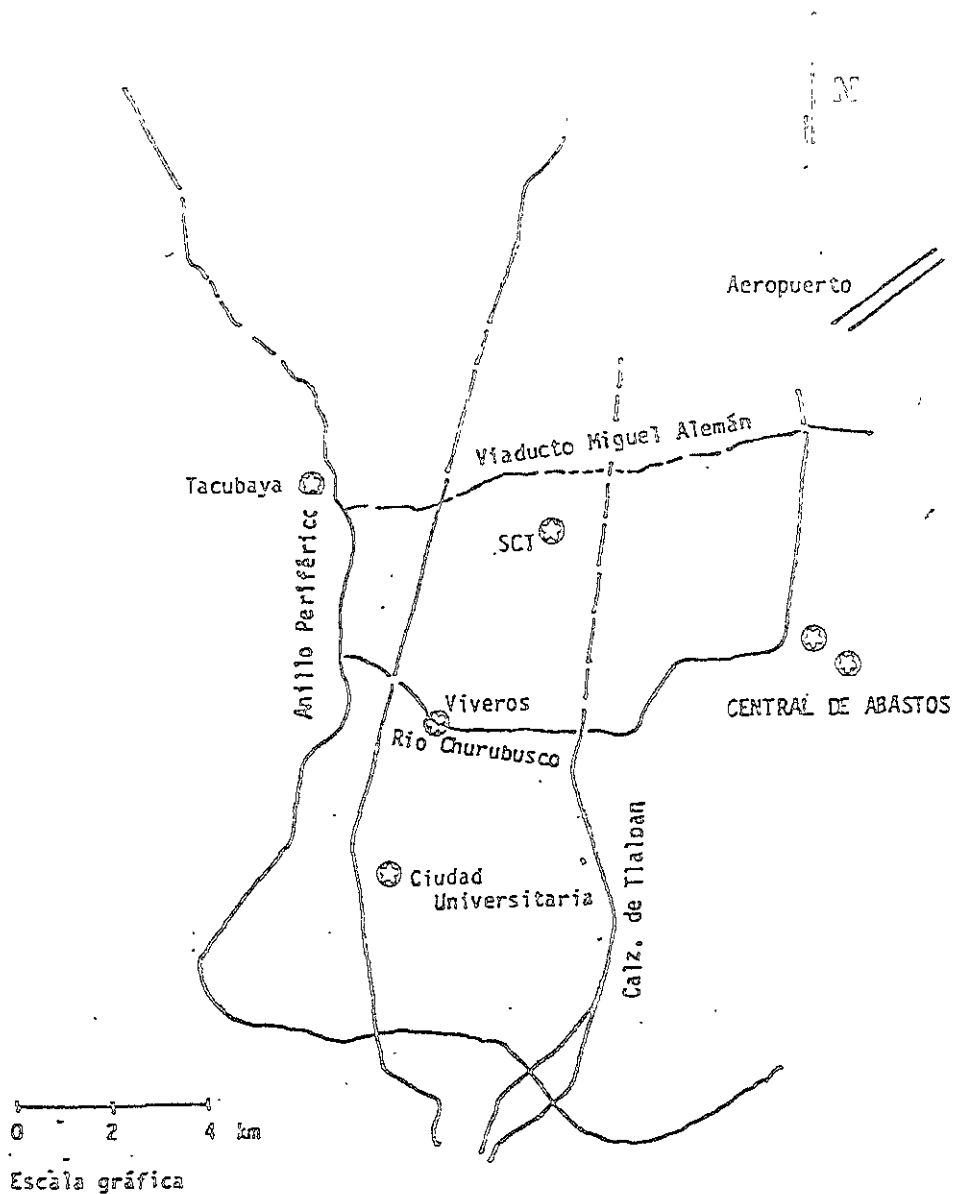 N
Aeropuerto
Viaducto Miguel Alemán
Tacubaya
SCT
Anillo Periférico
Viveros
Río Churubusco
CENTRAL DE ABASTOS
Ciudad
Universitaria
Calz. de Tlaloan
0 2 4 km
Escala gráfica